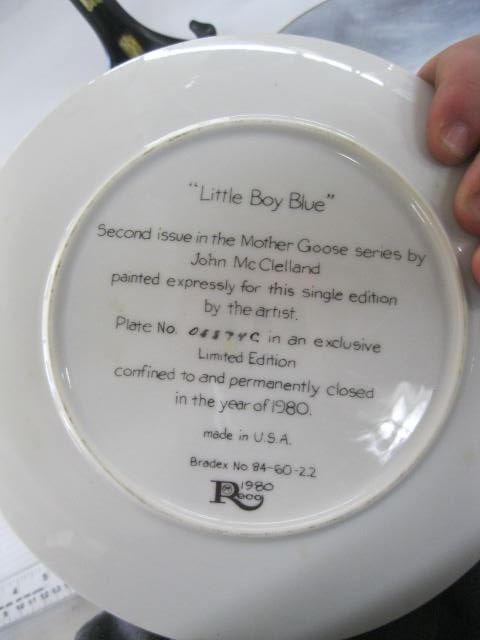 "Little Boy Blue"
Second issue in the Mother Goose series by
John McClelland
painted expressly for this single edition
by the artist.
Plate No. in an exclusive
Limited Edition
confined to and permanently closed
in the year of 1980.
made in U.S.A.
Bradex No 84-60-2.2
1980
Reco